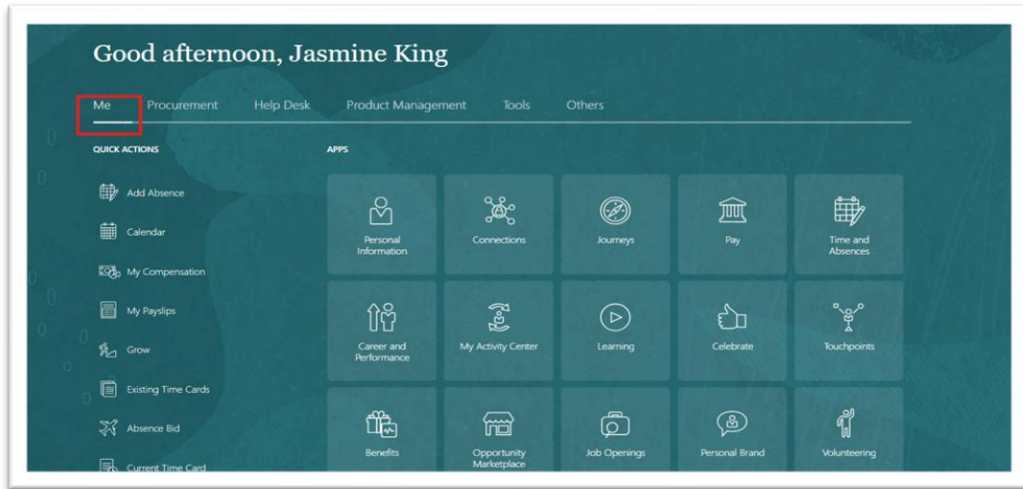 Good afternoon, Jasmine King
Me
Procurement
Help Desk
Product Management
Tools
Others
QUICK ACTIONS
Add Absence
Calendar
My Compensation
My Payslips
Grow
Existing Time Cards
Absence Bid
Current Time Card
APPS
Personal
Information
Connections
Journeys
Pay
Time and
Absences
Career and
Performance
My Activity Center
Learning
Celebrate
Touchpoints
Benefits
Opportunity
Marketplace
Job Openings
Personal Brand
Volunteering